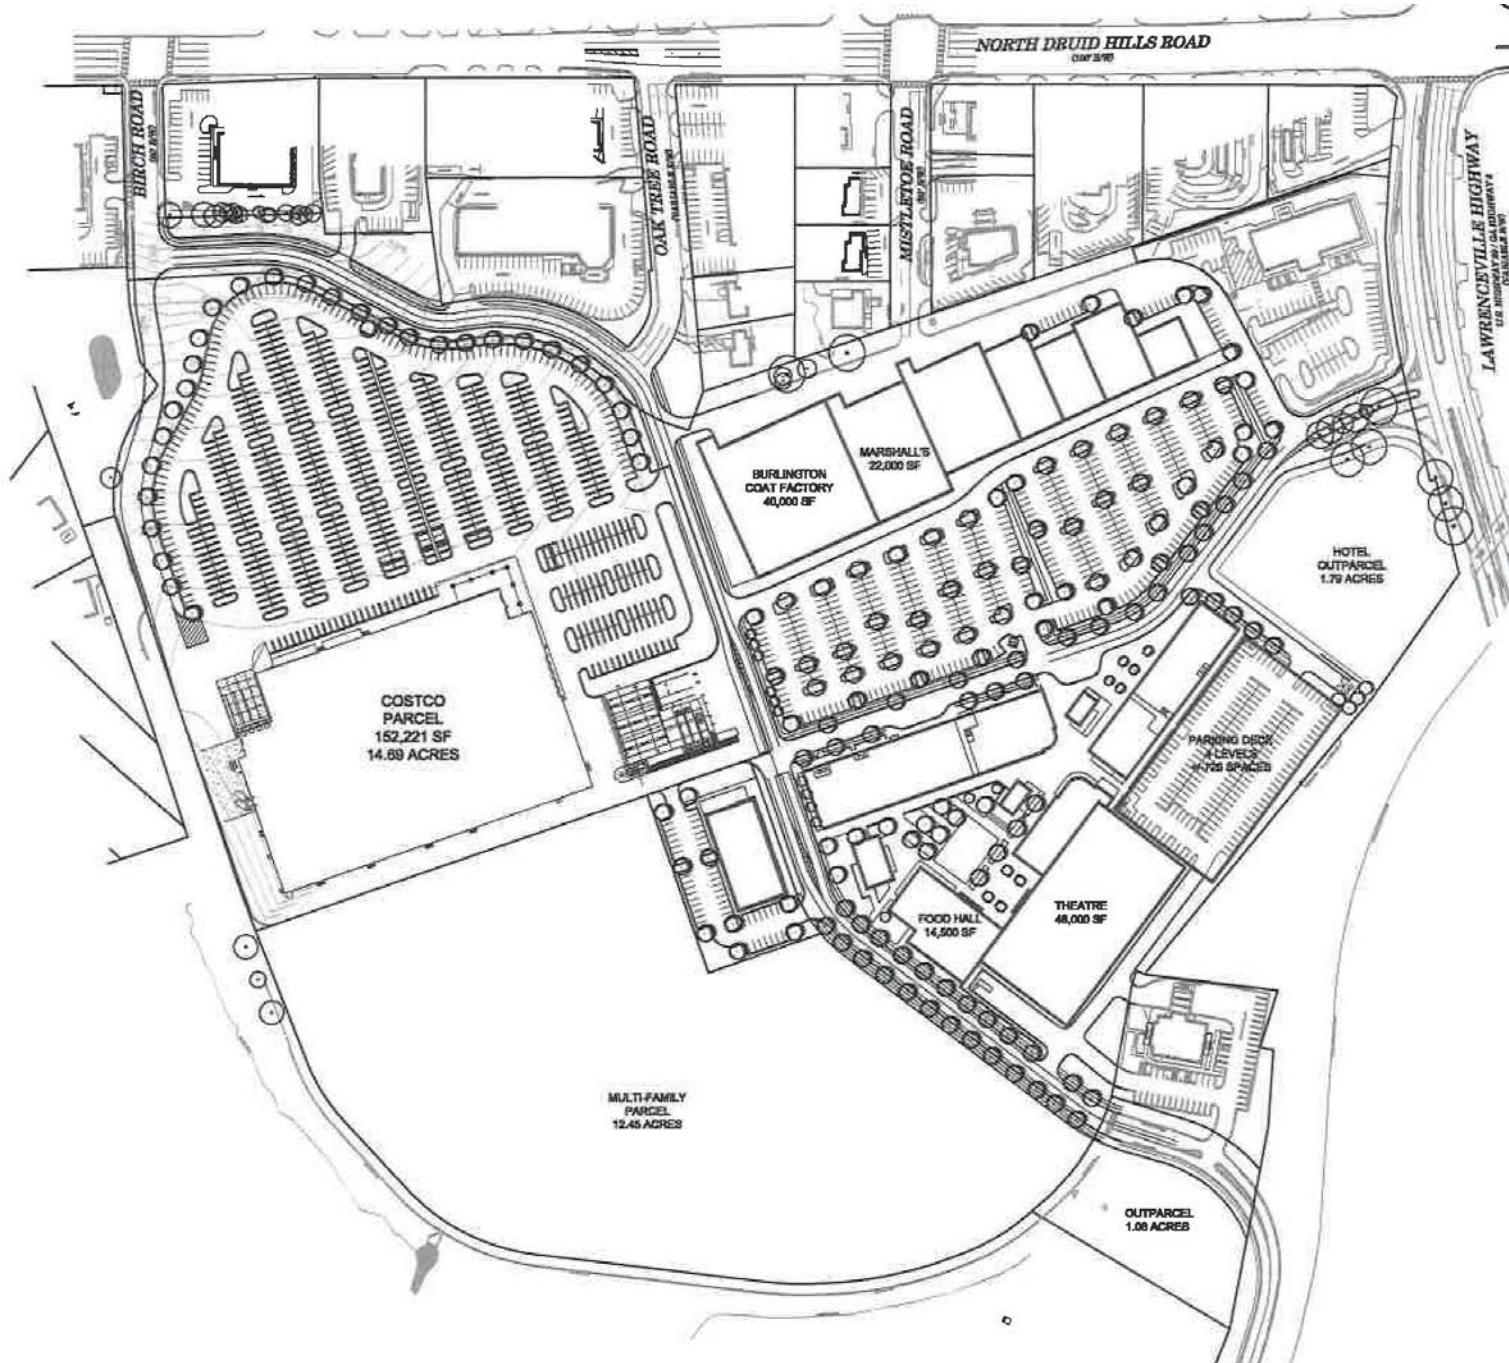 NORTH DRUID HILLS ROAD
BIRCH ROAD
OAK TREE ROAD
MISTLETOE ROAD
LAWRENCEVILLE HIGHWAY
BURLINGTON
COAT FACTORY
40,000 SF
MARSHALL'S
22,000 SF
HOTEL
OUTPARCEL
1.79 ACRES
COSTCO
PARCEL
152,221 SF
14.69 ACRES
PARKING DECK
4 LEVELS
+/-725 SPACES
THEATRE
48,000 SF
FOOD HALL
14,500 SF
MULTI-FAMILY
PARCEL
12.45 ACRES
OUTPARCEL
1.08 ACRES